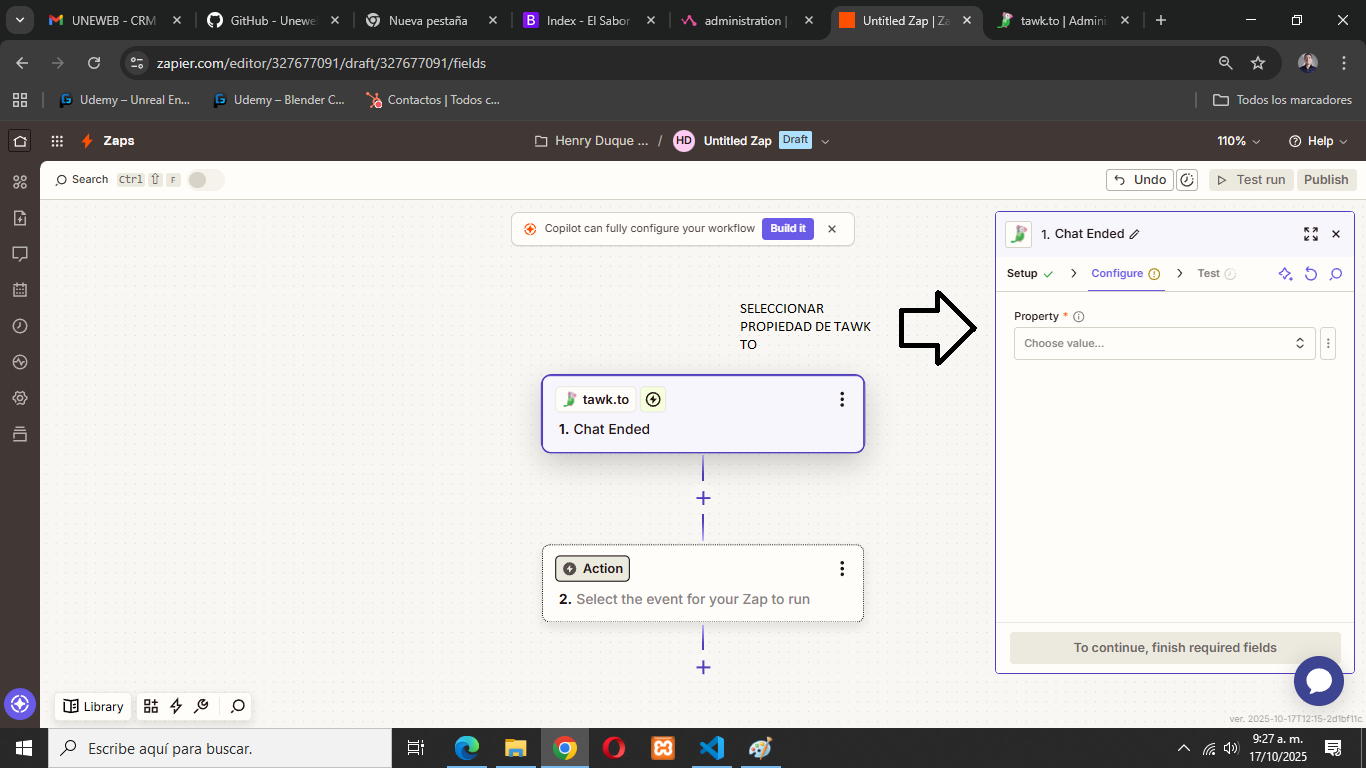 UNEWEB - CRM
GitHub - Unewe
Nueva pestaña
Index - El Sabor
administration |
Untitled Zap | Za
tawk.to | Admini
zapier.com/editor/327677091/draft/327677091/fields
Udemy – Unreal En...
Udemy – Blender C...
Contactos | Todos c...
Todos los marcadores
Zaps
Henry Duque ... / HD Untitled Zap Draft
110%
Help
Search Ctrl ⇧ F
Undo
Test run
Publish
Copilot can fully configure your workflow Build it
1. Chat Ended
Setup
Configure
Test
SELECCIONAR
PROPIEDAD DE TAWK
TO
Property *
Choose value...
tawk.to
1. Chat Ended
Action
2. Select the event for your Zap to run
To continue, finish required fields
Library
ver. 2025-10-17T12:15-2d1bf11c
Escribe aquí para buscar.
9:27 a. m.
17/10/2025